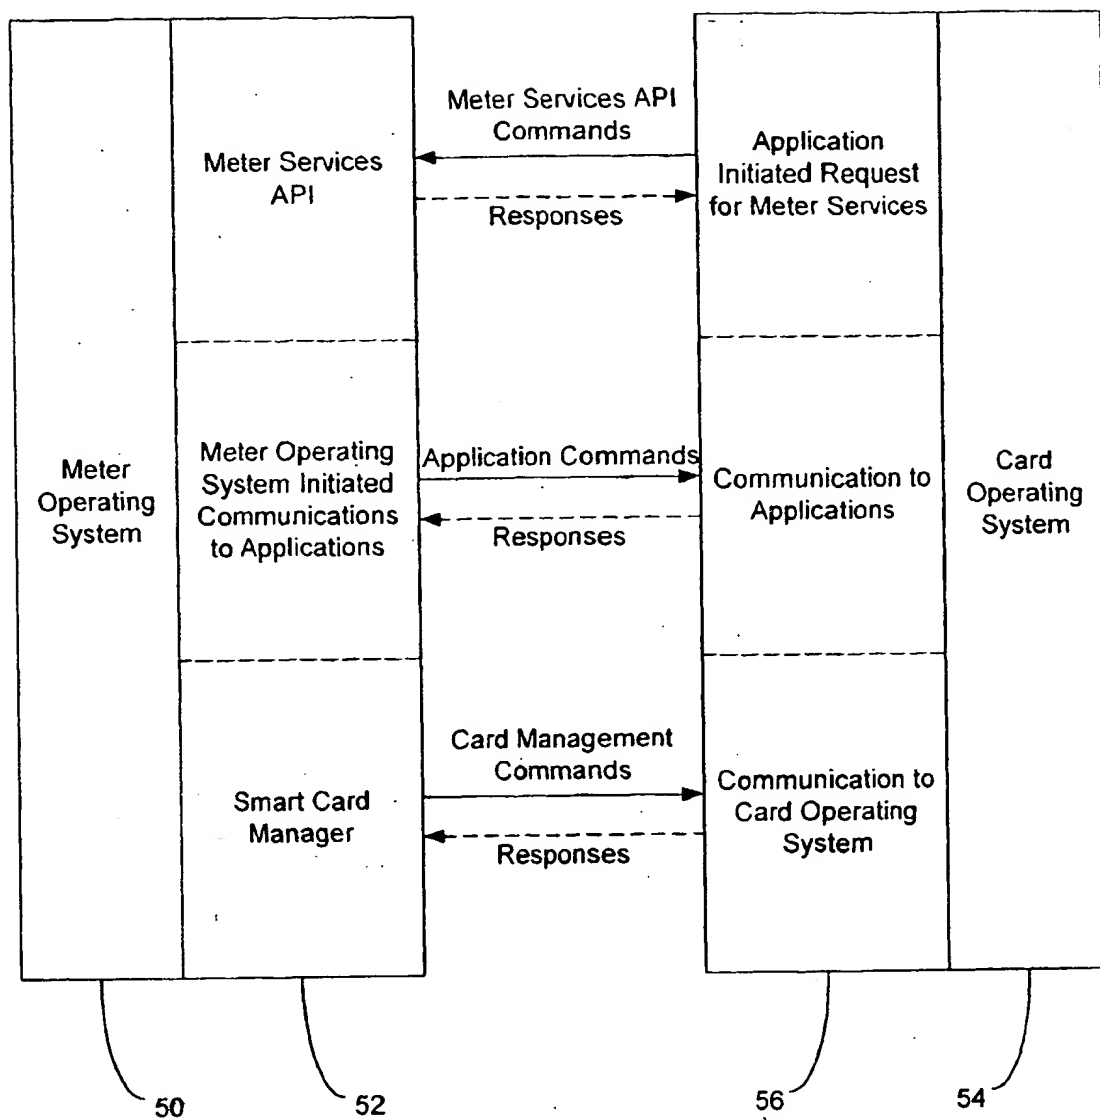 Meter Services API
Commands
Meter Services
API
Application
Initiated Request
for Meter Services
Responses
Meter
Operating
System
Meter Operating
System Initiated
Communications
to Applications
Application Commands
Responses
Communication to
Applications
Card
Operating
System
Card Management
Commands
Smart Card
Manager
Responses
Communication to
Card Operating
System
50
52
56
54